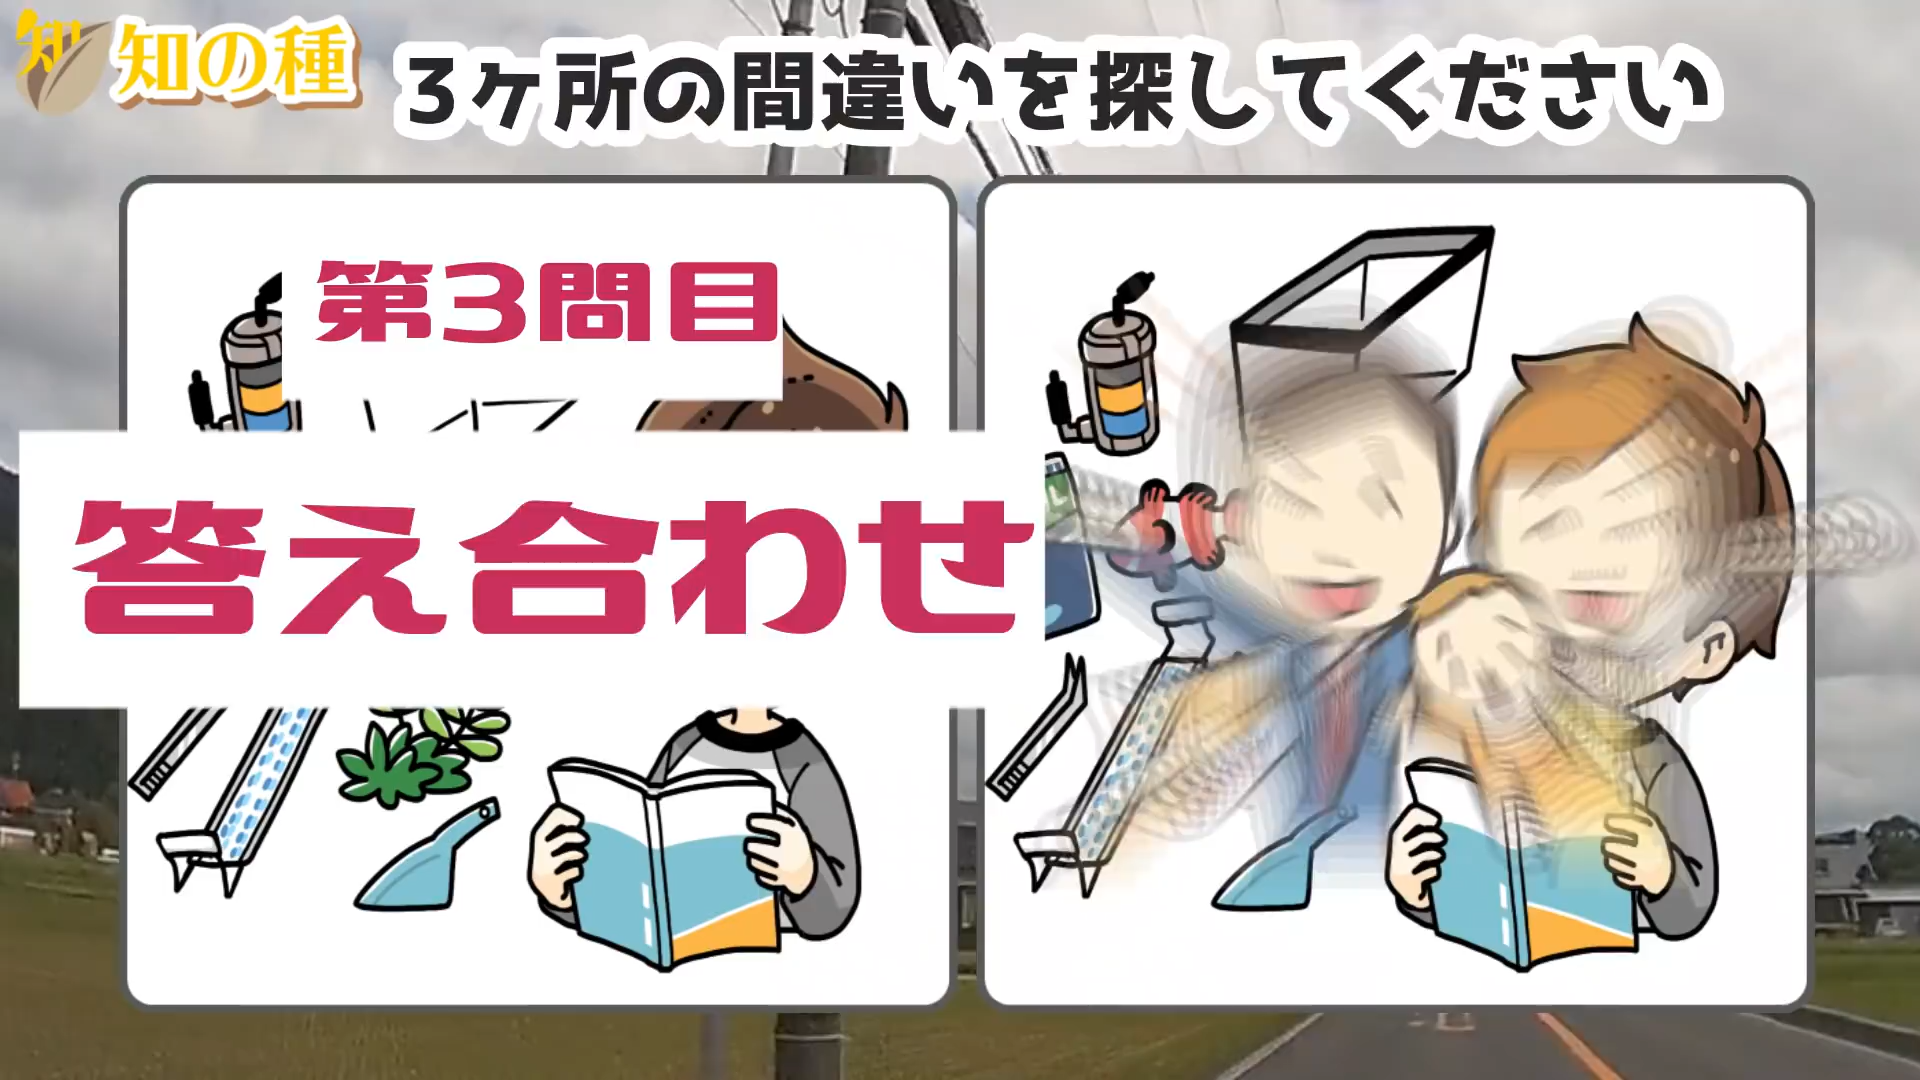 知の種
3ヶ所の間違いを探してください
第3問目
答え合わせ